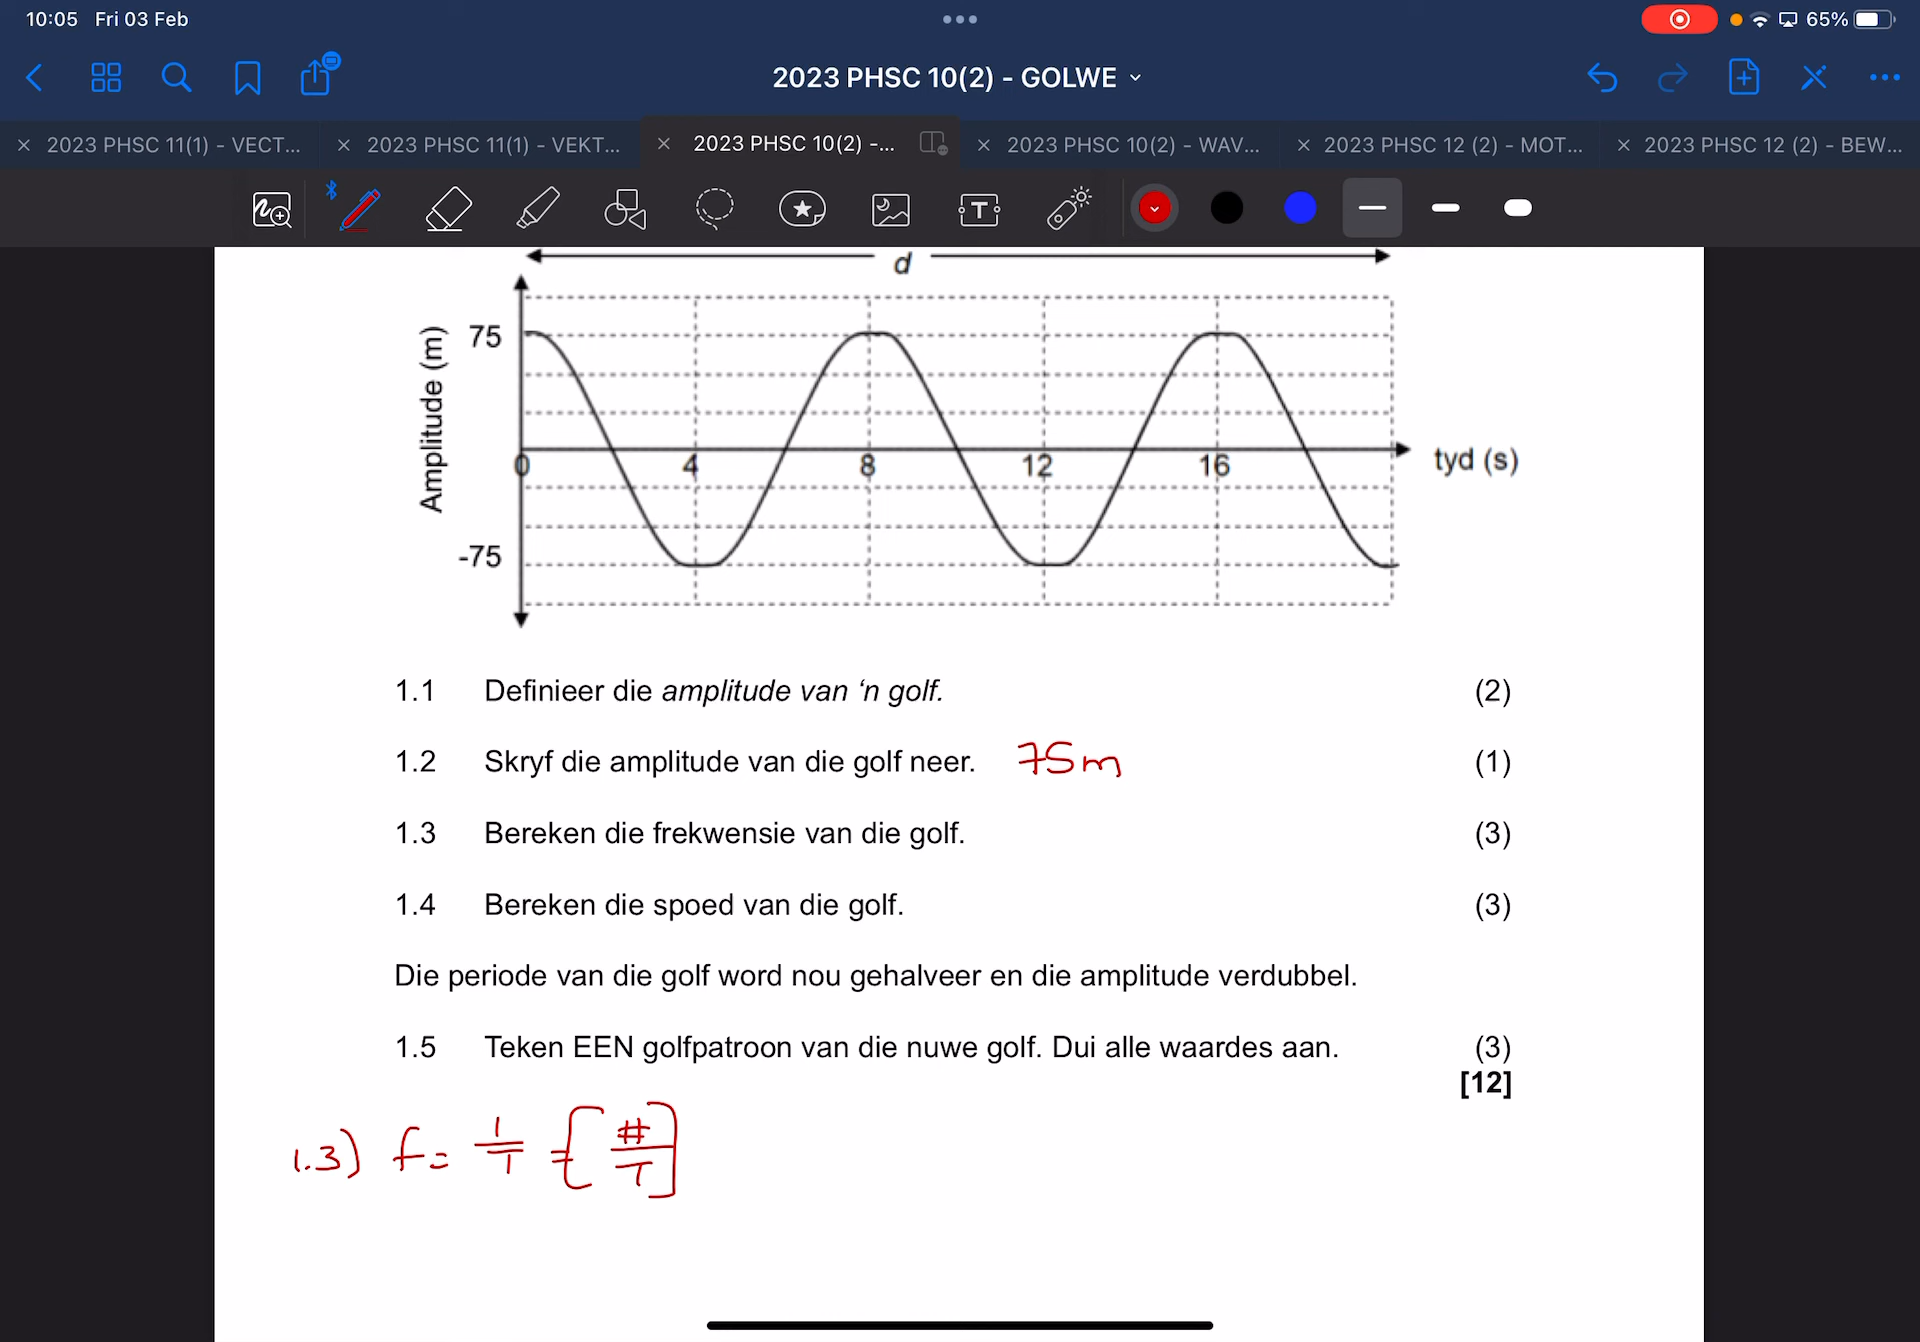 10:05 Fri 03 Feb
65%
2023 PHSC 10(2) - GOLWE
2023 PHSC 11(1) - VECT...
2023 PHSC 11(1) - VEKT...
2023 PHSC 10(2) -...
2023 PHSC 10(2) - WAV...
2023 PHSC 12 (2) - MOT...
2023 PHSC 12 (2) - BEW...
T
d
Amplitude (m)
75
0 4 8 12 16
tyd (s)
-75
1.1 Definieer die amplitude van ‘n golf. (2)
1.2 Skryf die amplitude van die golf neer. 75m (1)
1.3 Bereken die frekwensie van die golf. (3)
1.4 Bereken die spoed van die golf. (3)
Die periode van die golf word nou gehalveer en die amplitude verdubbel.
1.5 Teken EEN golfpatroon van die nuwe golf. Dui alle waardes aan. (3)
[12]
1.3) f = 1/T = [#/T]